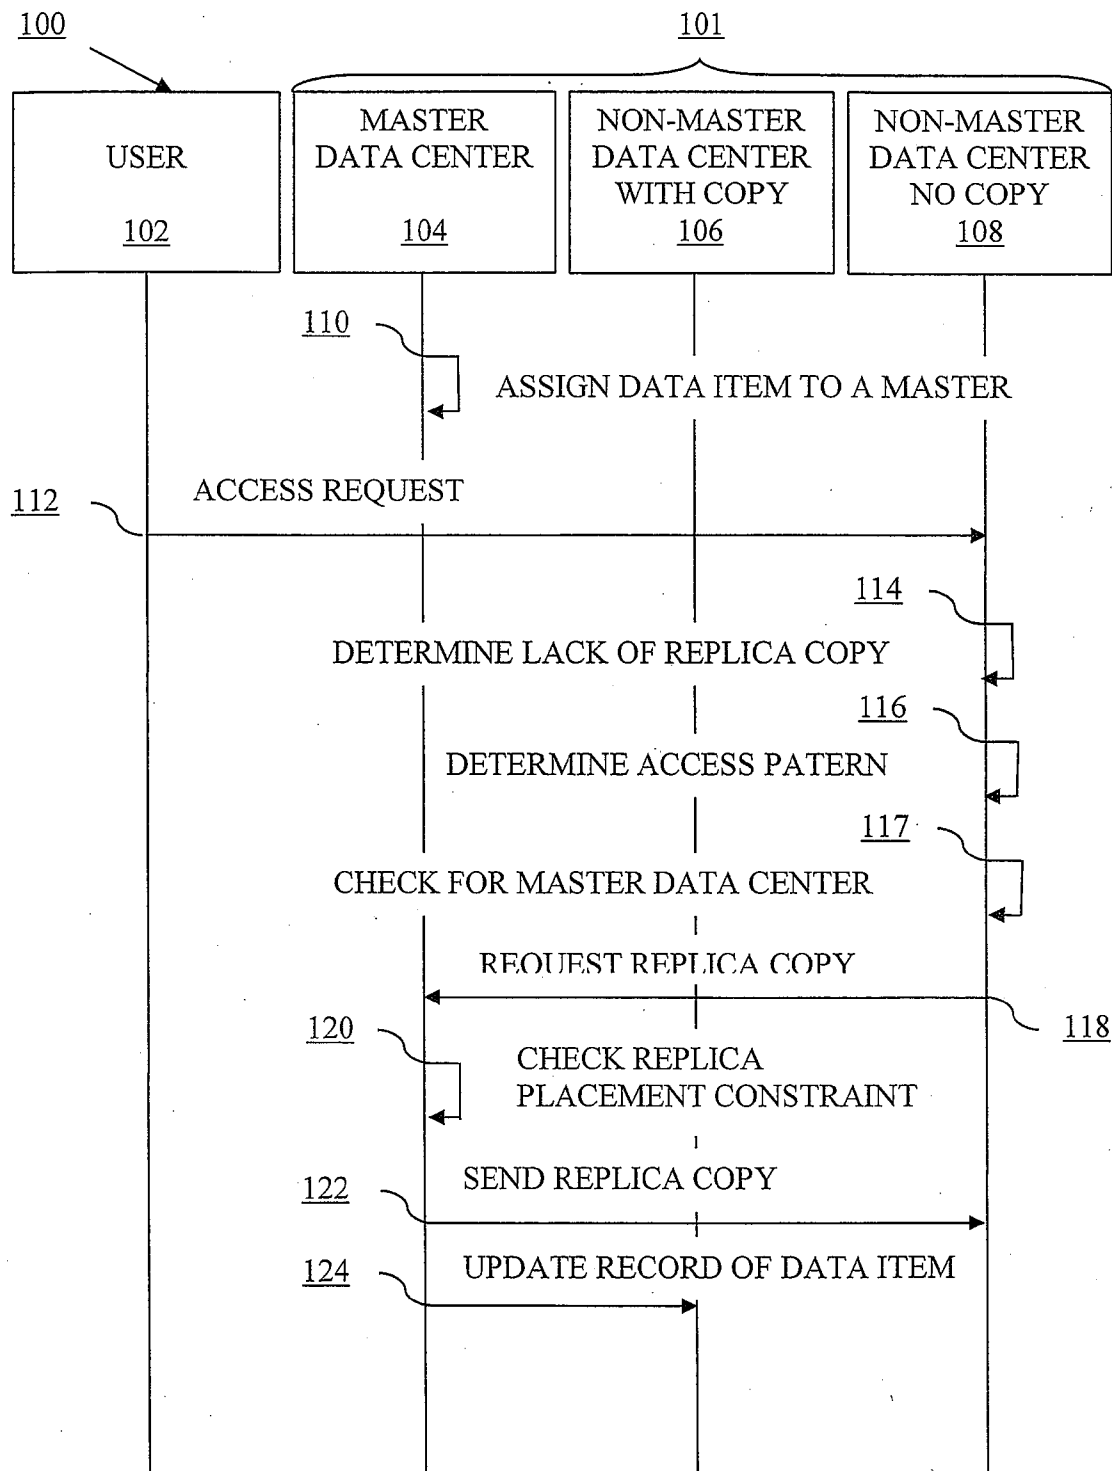 100
101
USER
102
MASTER
DATA CENTER
104
NON-MASTER
DATA CENTER
WITH COPY
106
NON-MASTER
DATA CENTER
NO COPY
108
110
ASSIGN DATA ITEM TO A MASTER
ACCESS REQUEST
112
114
DETERMINE LACK OF REPLICA COPY
116
DETERMINE ACCESS PATERN
117
CHECK FOR MASTER DATA CENTER
REQUEST REPLICA COPY
118
120
CHECK REPLICA
PLACEMENT CONSTRAINT
SEND REPLICA COPY
122
UPDATE RECORD OF DATA ITEM
124